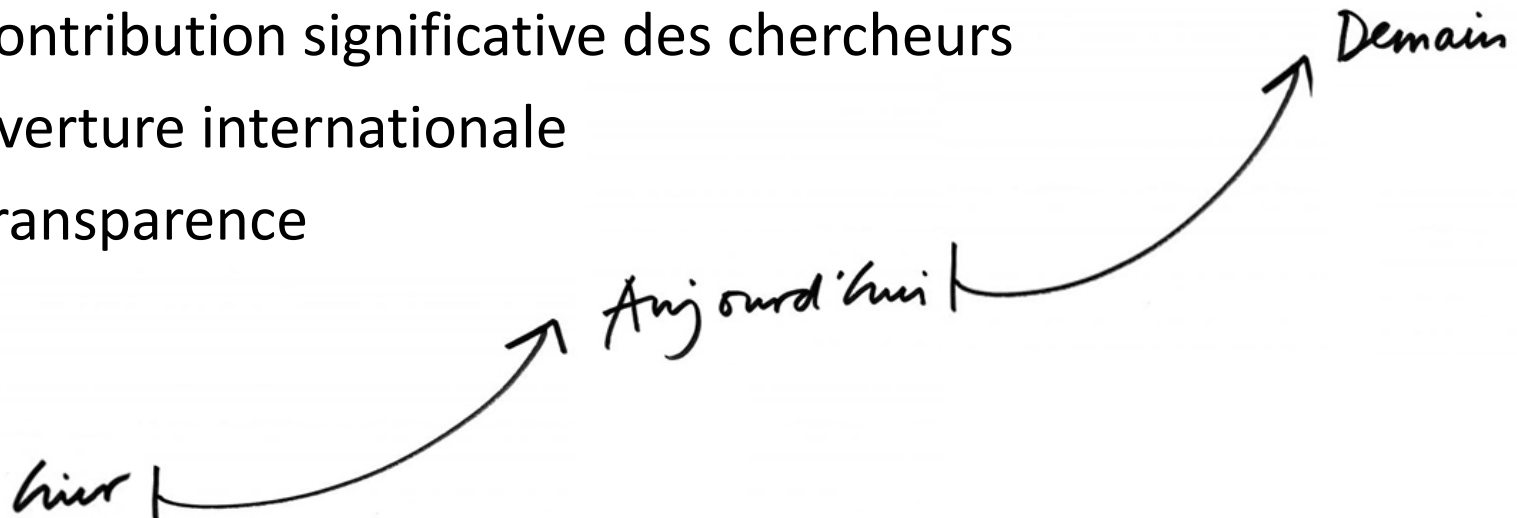 ontribution significative des chercheurs
verture internationale
ransparence
Demain
Aujourd'hui
hier